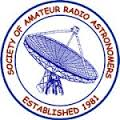 SOCIETY OF AMATEUR RADIO ASTRONOMERS
ESTABLISHED 1981